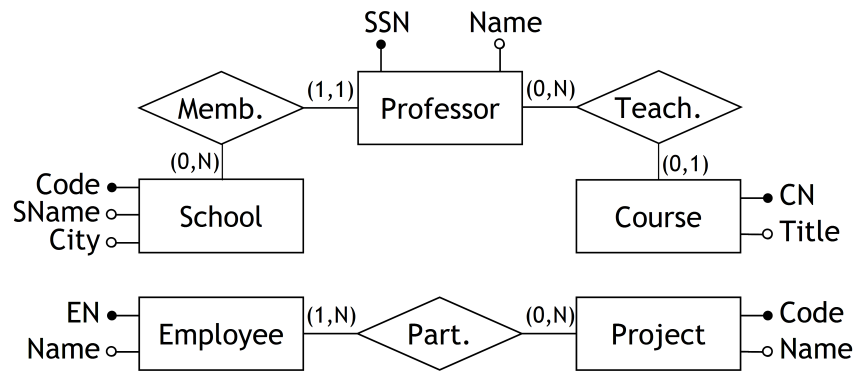 SSN
Name
Memb.
(1,1)
Professor
(0,N)
Teach.
(0,N)
(0,1)
Code
SName
City
School
Course
CN
Title
EN
Name
Employee
(1,N)
Part.
(0,N)
Project
Code
Name